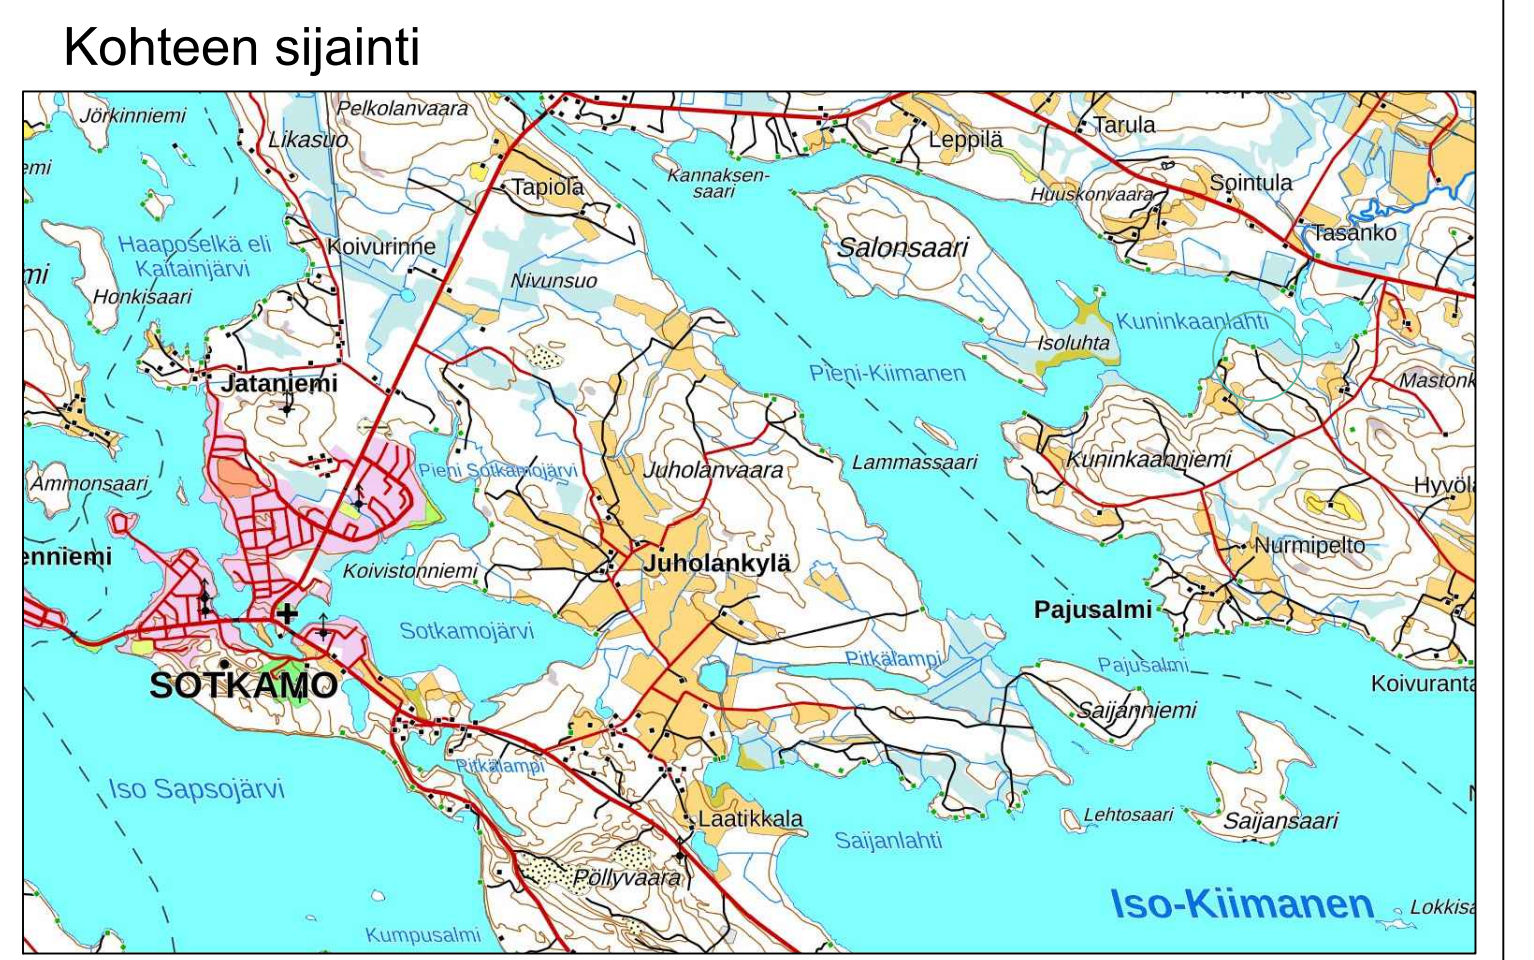 Kohteen sijainti
Jörkinniemi
Pelkolanvaara
Likasuo
Leppilä
Tarula
emi
Kannaksen-
saari
Tapiola
Huuskonvaara
Sointula
Haaposelkä eli
Kaitainjärvi
Koivurinne
Salonsaari
Tasanko
mi
Honkisaari
Nivunsuo
Kuninkaanlahti
Isoluhta
Pieni-Kiimanen
Jataniemi
Mastonk
Pieni Sotkamojärvi
Juholanvaara
Lammassaari
Kuninkaanniemi
Ammonsaari
Hyvölä
enniemi
Koivistonniemi
Juholankylä
Nurmipelto
Pajusalmi
Sotkamojärvi
Pitkälampi
Pajusalmi
SOTKAMO
Koivuranta
Saijanniemi
Pitkälampi
Iso Sapsojärvi
Laatikkala
Lehtosaari
Saijansaari
Saijanlahti
Pöllyvaara
Iso-Kiimanen
Lokkisa
Kumpusalmi